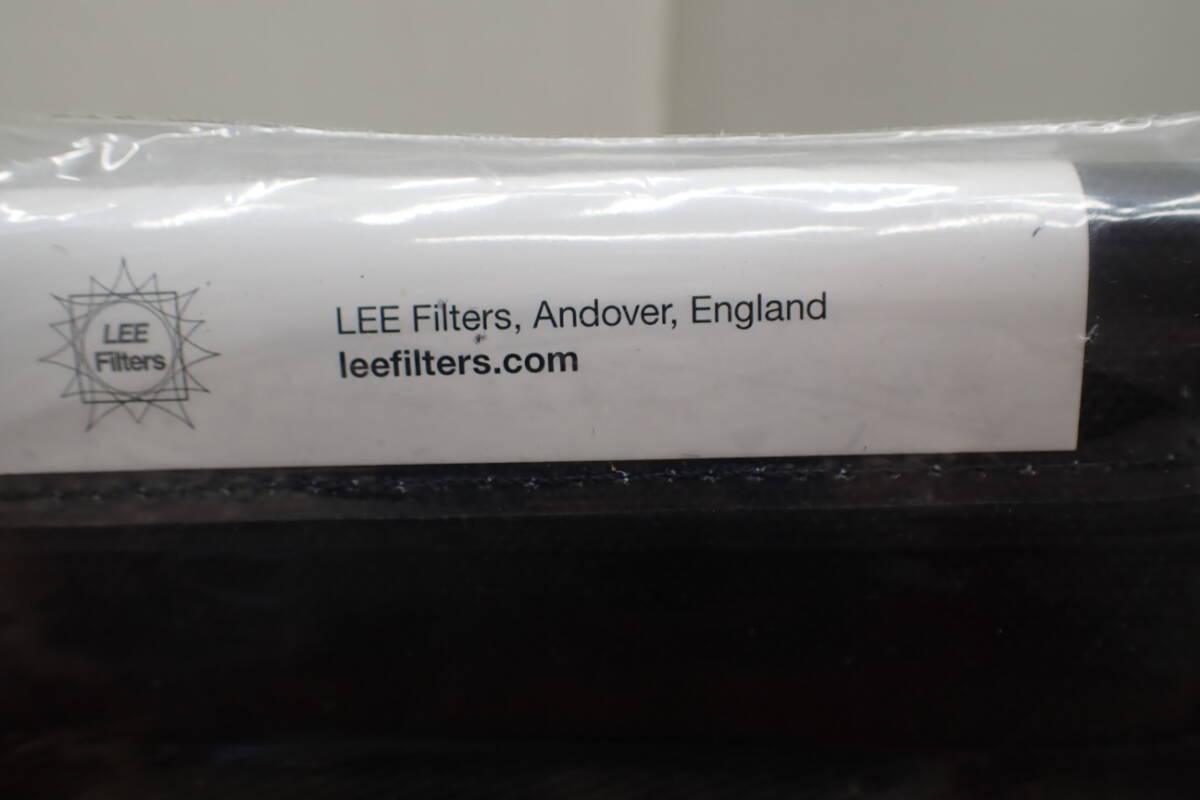 LEE
Filters
LEE Filters, Andover, England
leefilters.com